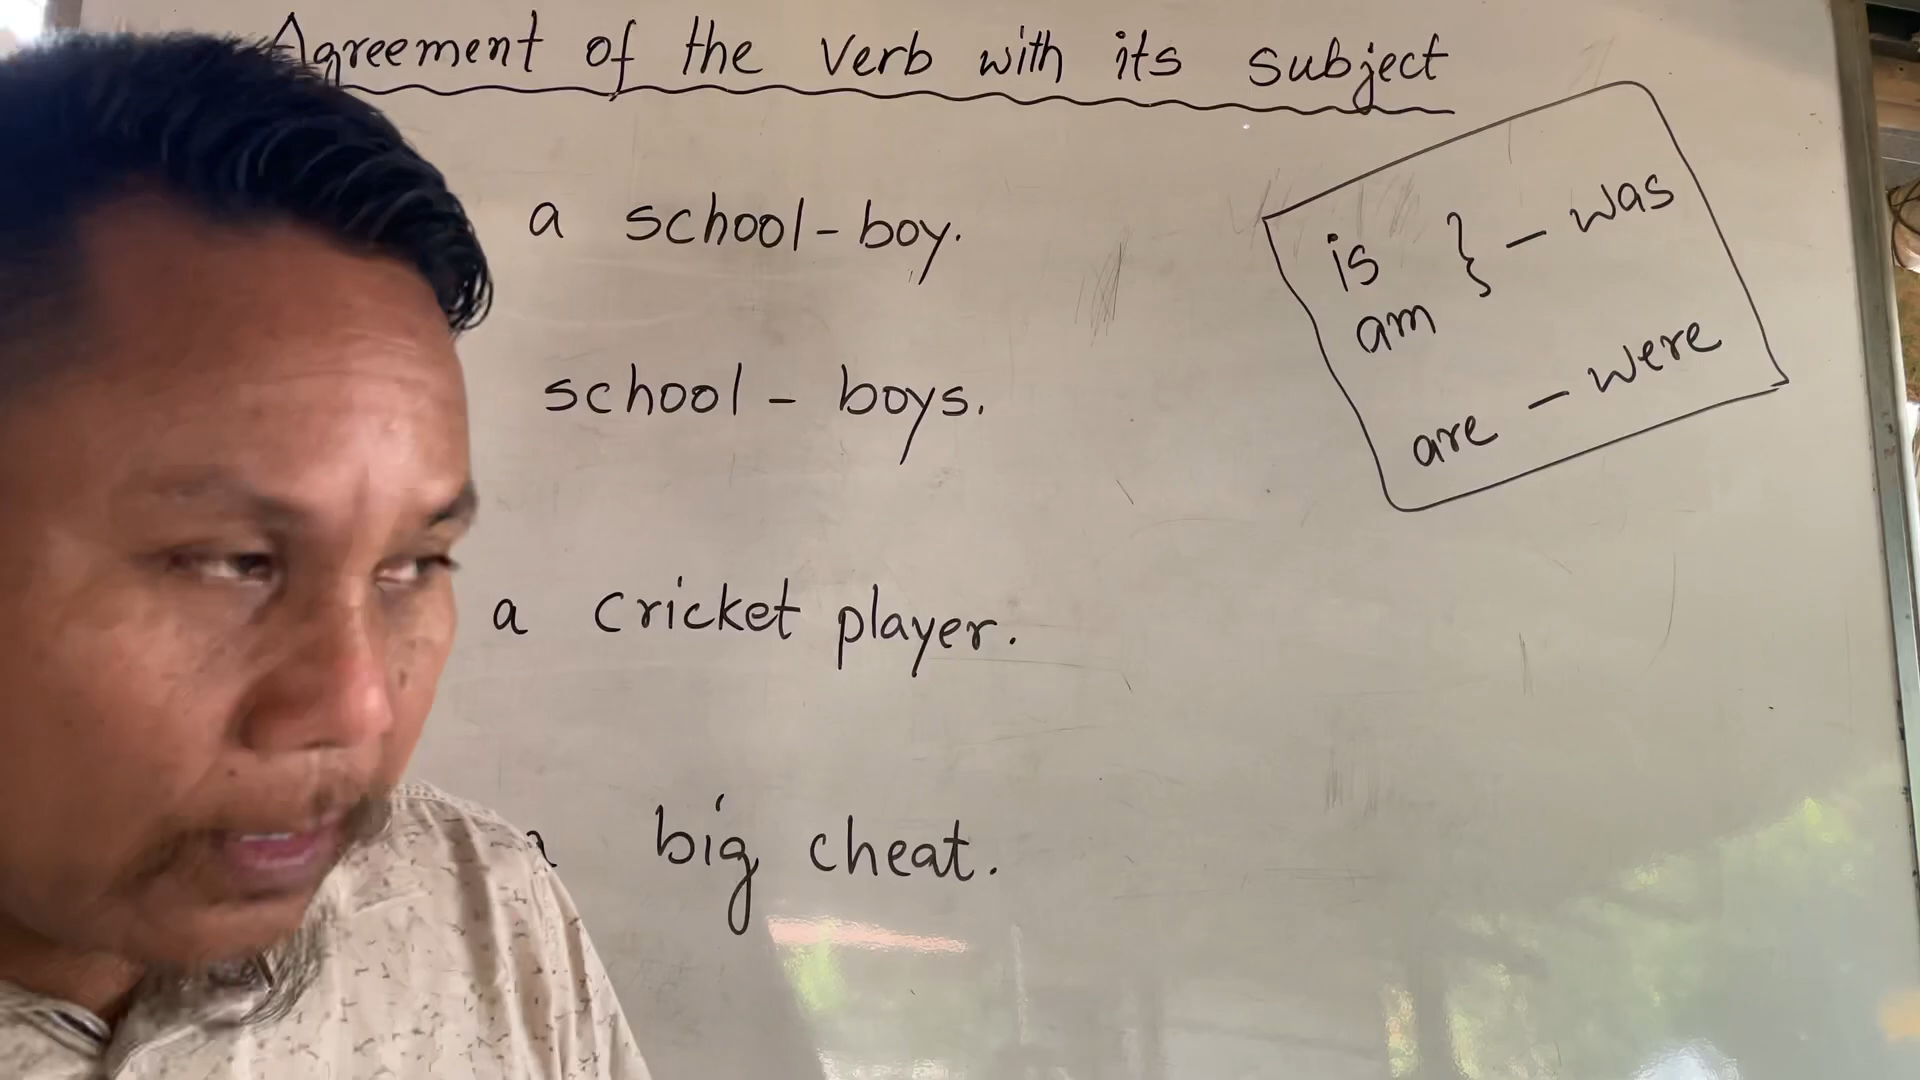 Agreement of the verb with its subject
a school-boy.
school - boys.
a cricket player.
big cheat.
is } - was
am
are - were